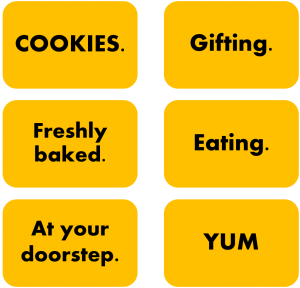 COOKIES.
Gifting.
Freshly
baked.
Eating.
At your
doorstep.
YUM